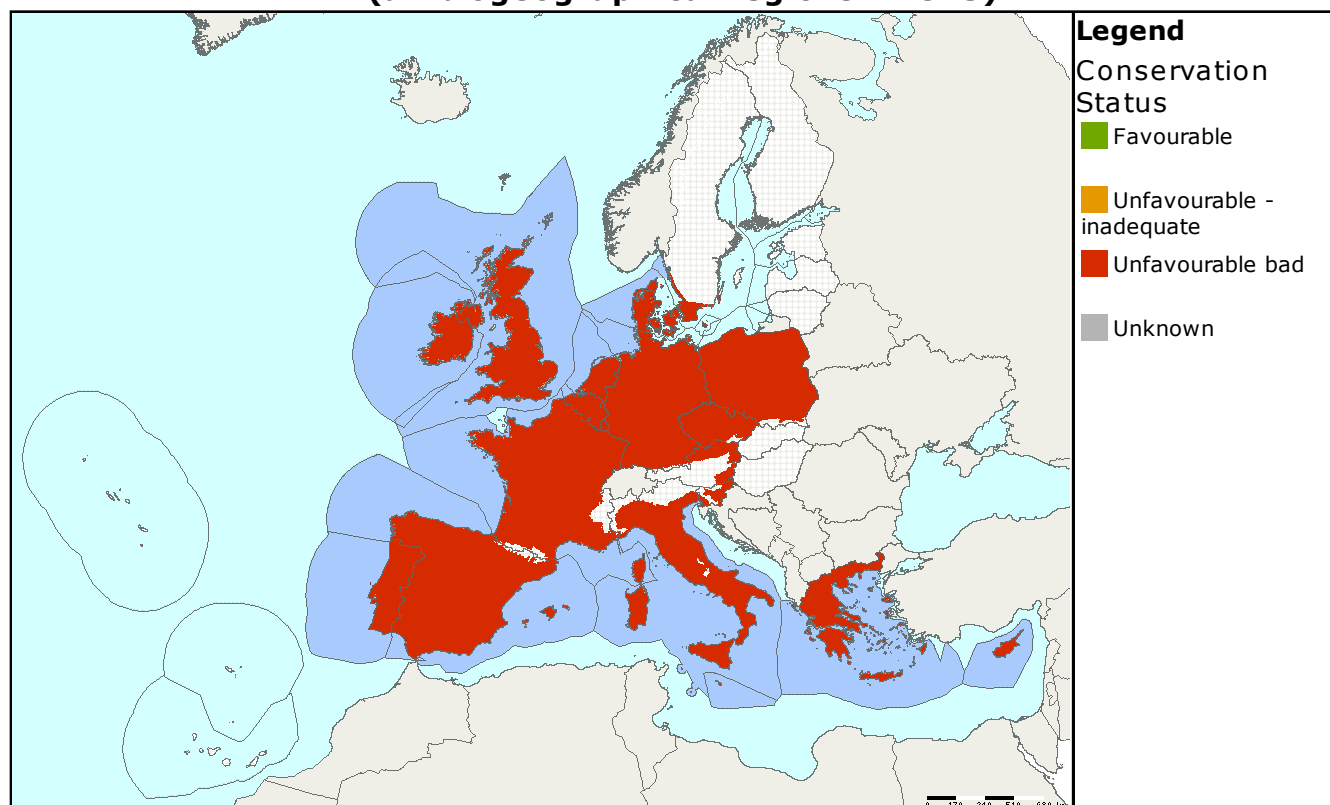 Legend
Conservation
Status
Favourable
Unfavourable -
inadequate
Unfavourable bad
Unknown